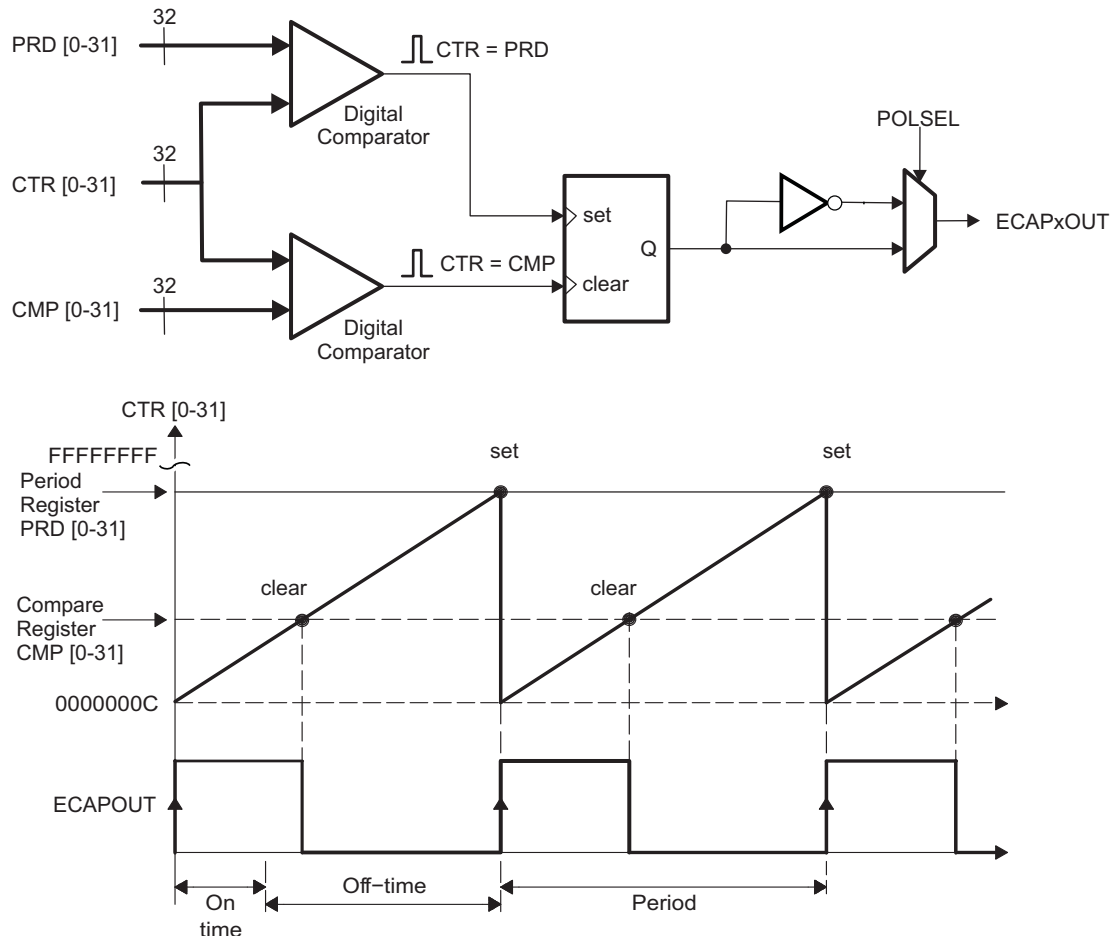 32
PRD [0-31]
CTR = PRD
Digital
Comparator
POLSEL
32
CTR [0-31]
set
ECAPxOUT
Q
CTR = CMP
clear
32
CMP [0-31]
Digital
Comparator
CTR [0-31]
FFFFFFFF
set
set
Period
Register
PRD [0-31]
clear
clear
Compare
Register
CMP [0-31]
0000000C
ECAPOUT
Off−time
On
time
Period